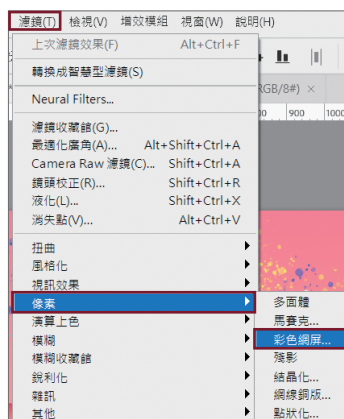 濾鏡(T) 檢視(V) 增效模組 視窗(W) 說明(H)
上次濾鏡效果(F) Alt+Ctrl+F
轉換成智慧型濾鏡(S)
RGB/8#) ×
Neural Filters...
900 1000
濾鏡收藏館(G)...
最適化廣角(A)... Alt+Shift+Ctrl+A
Camera Raw 濾鏡(C)... Shift+Ctrl+A
鏡頭校正(R)... Shift+Ctrl+R
液化(L)... Shift+Ctrl+X
消失點(V)... Alt+Ctrl+V
扭曲
風格化
視訊效果
像素
演算上色
模糊
模糊收藏館
銳利化
雜訊
其他
多面體
馬賽克...
彩色網屏...
殘影
結晶化...
網線銅版...
點狀化...